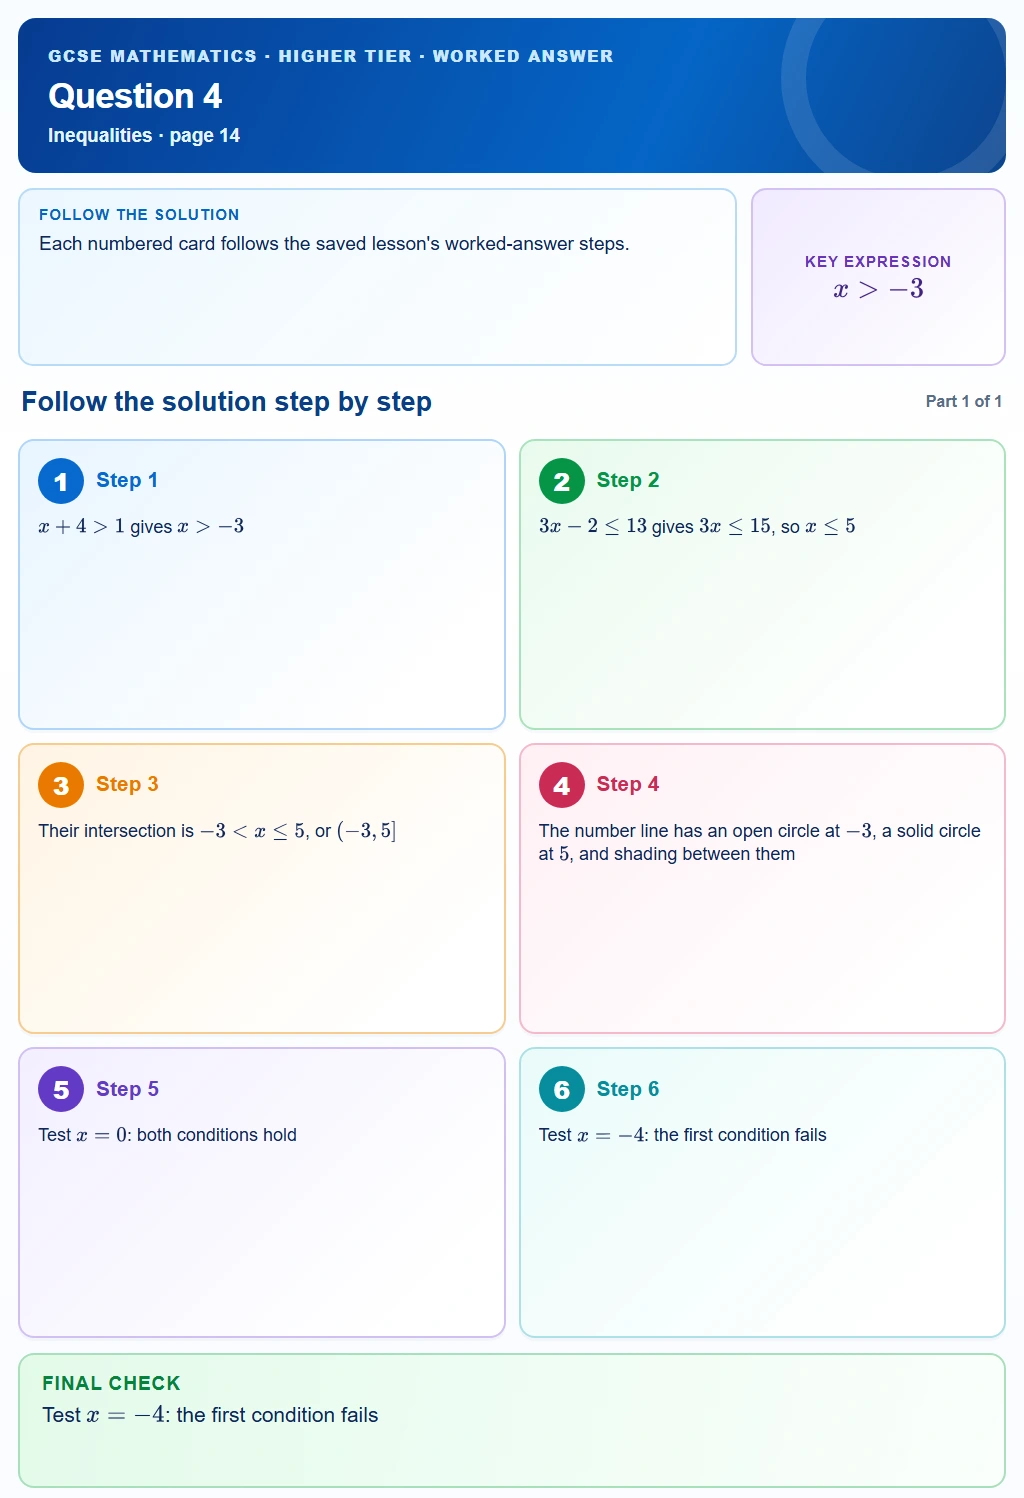 GCSE MATHEMATICS · HIGHER TIER · WORKED ANSWER
Question 4
Inequalities · page 14
FOLLOW THE SOLUTION
Each numbered card follows the saved lesson's worked-answer steps.
KEY EXPRESSION
x > −3
Follow the solution step by step
Part 1 of 1
1 Step 1
x + 4 > 1 gives x > −3
2 Step 2
3x − 2 ≤ 13 gives 3x ≤ 15, so x ≤ 5
3 Step 3
Their intersection is −3 < x ≤ 5, or (−3, 5]
4 Step 4
The number line has an open circle at −3, a solid circle
at 5, and shading between them
5 Step 5
Test x = 0: both conditions hold
6 Step 6
Test x = −4: the first condition fails
FINAL CHECK
Test x = −4: the first condition fails